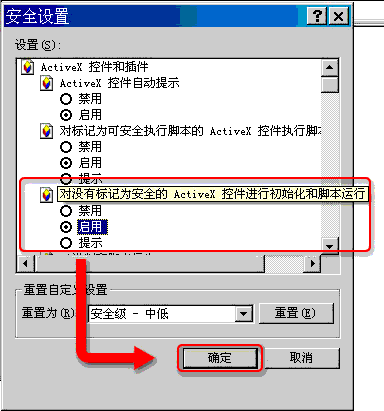 安全设置
设置(S):
ActiveX 控件和插件
ActiveX 控件自动提示
禁用
启用
对标记为可安全执行脚本的 ActiveX 控件执行脚本
禁用
启用
提示
对没有标记为安全的 ActiveX 控件进行初始化和脚本运行
禁用
启用
提示
重置自定义设置
重置为(R):
安全级 - 中低
重置(E)
确定
取消